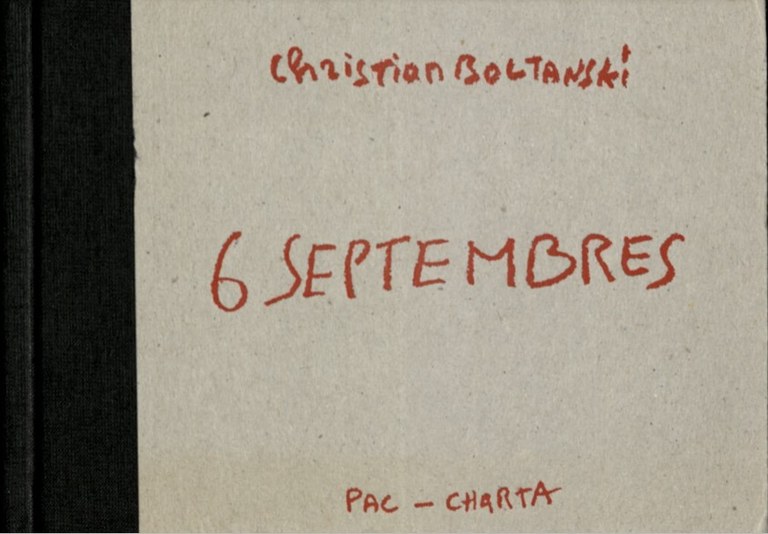 Christian BOLTANSKi
6 SEPTEMBRES
PAC – CHARTA